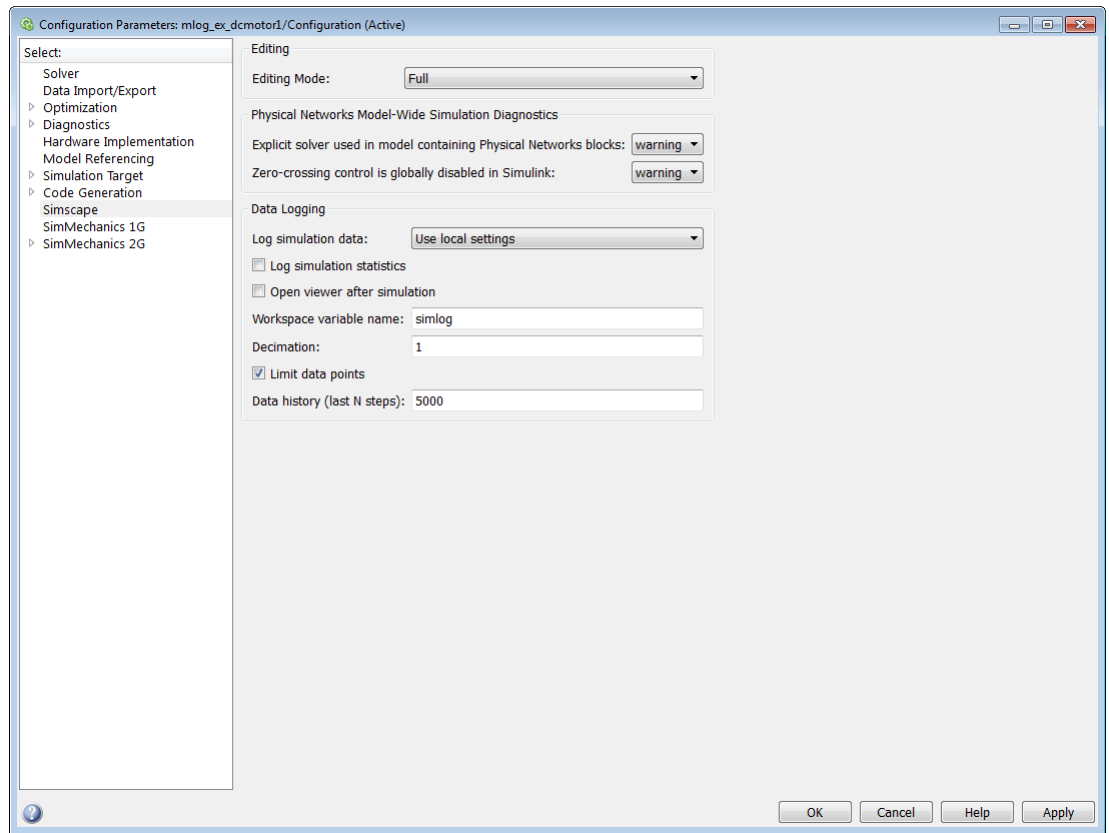 Configuration Parameters: mlog_ex_dcmotor1/Configuration (Active)
Select:
Solver
Data Import/Export
Optimization
Diagnostics
Hardware Implementation
Model Referencing
Simulation Target
Code Generation
Simscape
SimMechanics 1G
SimMechanics 2G
Editing
Editing Mode: Full
Physical Networks Model-Wide Simulation Diagnostics
Explicit solver used in model containing Physical Networks blocks: warning
Zero-crossing control is globally disabled in Simulink: warning
Data Logging
Log simulation data: Use local settings
Log simulation statistics
Open viewer after simulation
Workspace variable name: simlog
Decimation: 1
Limit data points
Data history (last N steps): 5000
? OK Cancel Help Apply